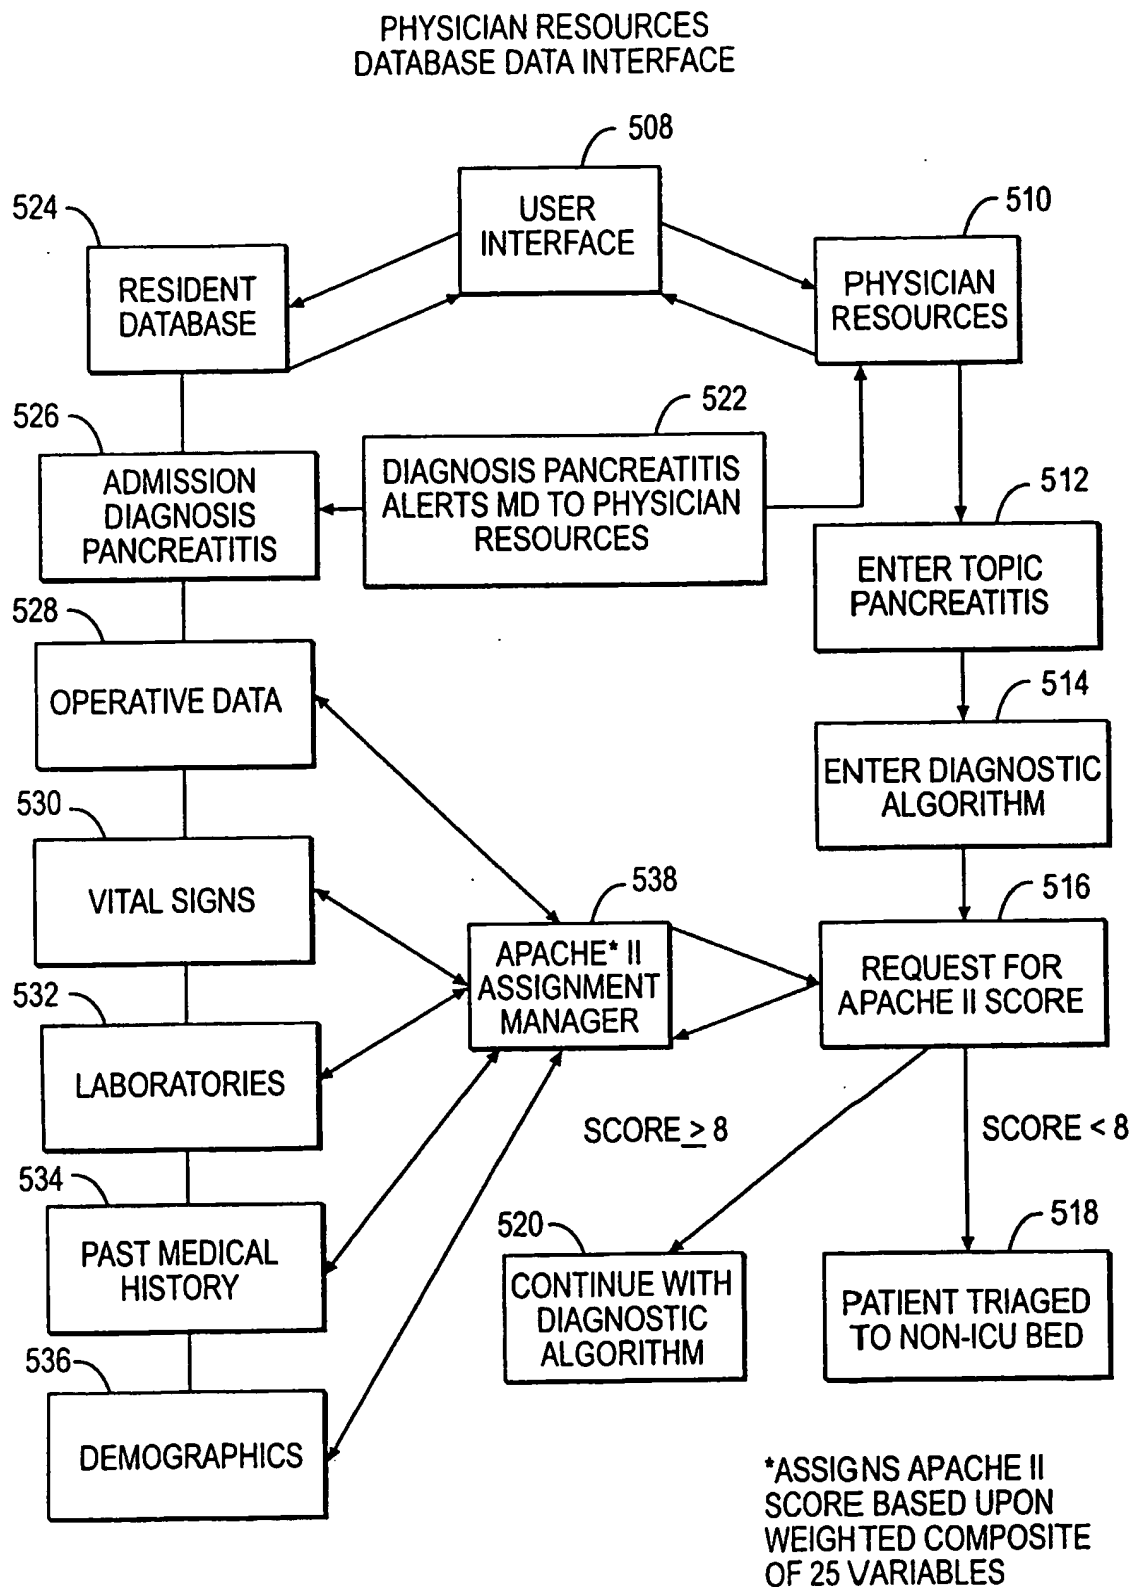 PHYSICIAN RESOURCES
DATABASE DATA INTERFACE
508
USER
INTERFACE
524
RESIDENT
DATABASE
510
PHYSICIAN
RESOURCES
526
ADMISSION
DIAGNOSIS
PANCREATITIS
522
DIAGNOSIS PANCREATITIS
ALERTS MD TO PHYSICIAN
RESOURCES
512
ENTER TOPIC
PANCREATITIS
528
OPERATIVE DATA
514
ENTER DIAGNOSTIC
ALGORITHM
530
VITAL SIGNS
538
APACHE* II
ASSIGNMENT
MANAGER
516
REQUEST FOR
APACHE II SCORE
532
LABORATORIES
SCORE ≥ 8
SCORE < 8
534
PAST MEDICAL
HISTORY
520
CONTINUE WITH
DIAGNOSTIC
ALGORITHM
518
PATIENT TRIAGED
TO NON-ICU BED
536
DEMOGRAPHICS
*ASSIGNS APACHE II
SCORE BASED UPON
WEIGHTED COMPOSITE
OF 25 VARIABLES